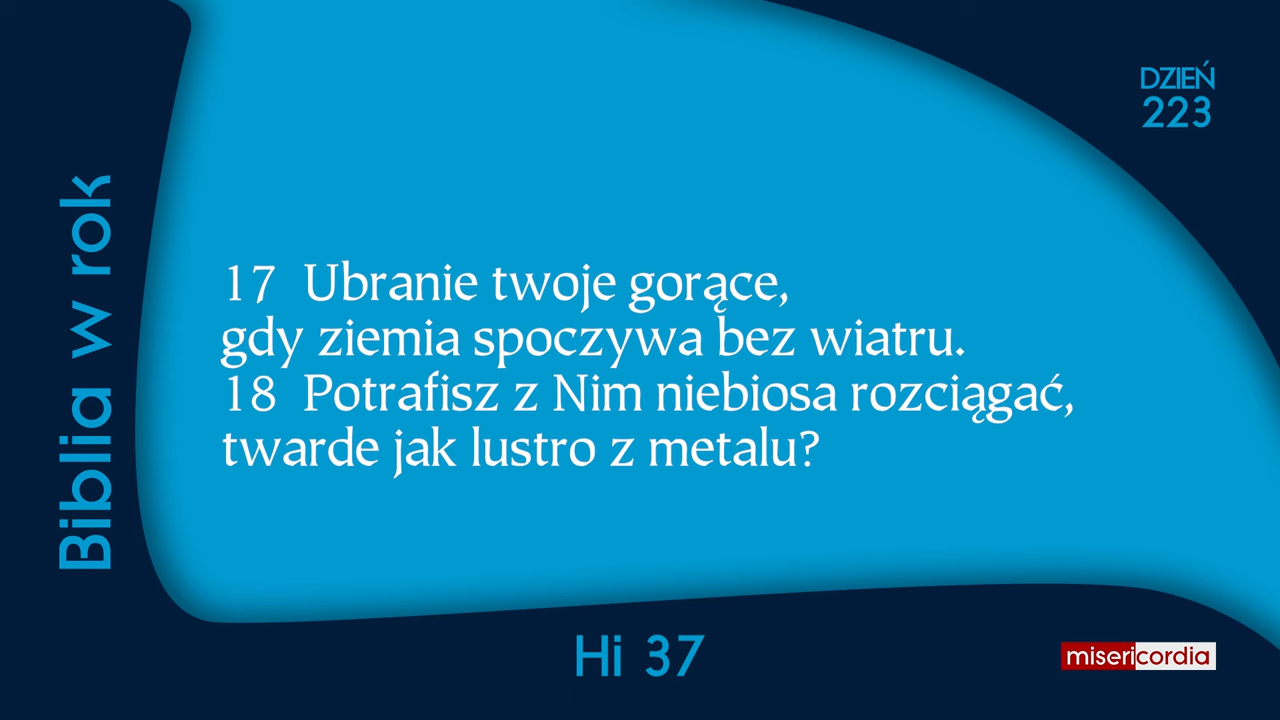 DZIEŃ
223
Biblia w rok
17 Ubranie twoje gorące,
gdy ziemia spoczywa bez wiatru.
18 Potrafisz z Nim niebiosa rozciągać,
twarde jak lustro z metalu?
Hi 37
misericordia